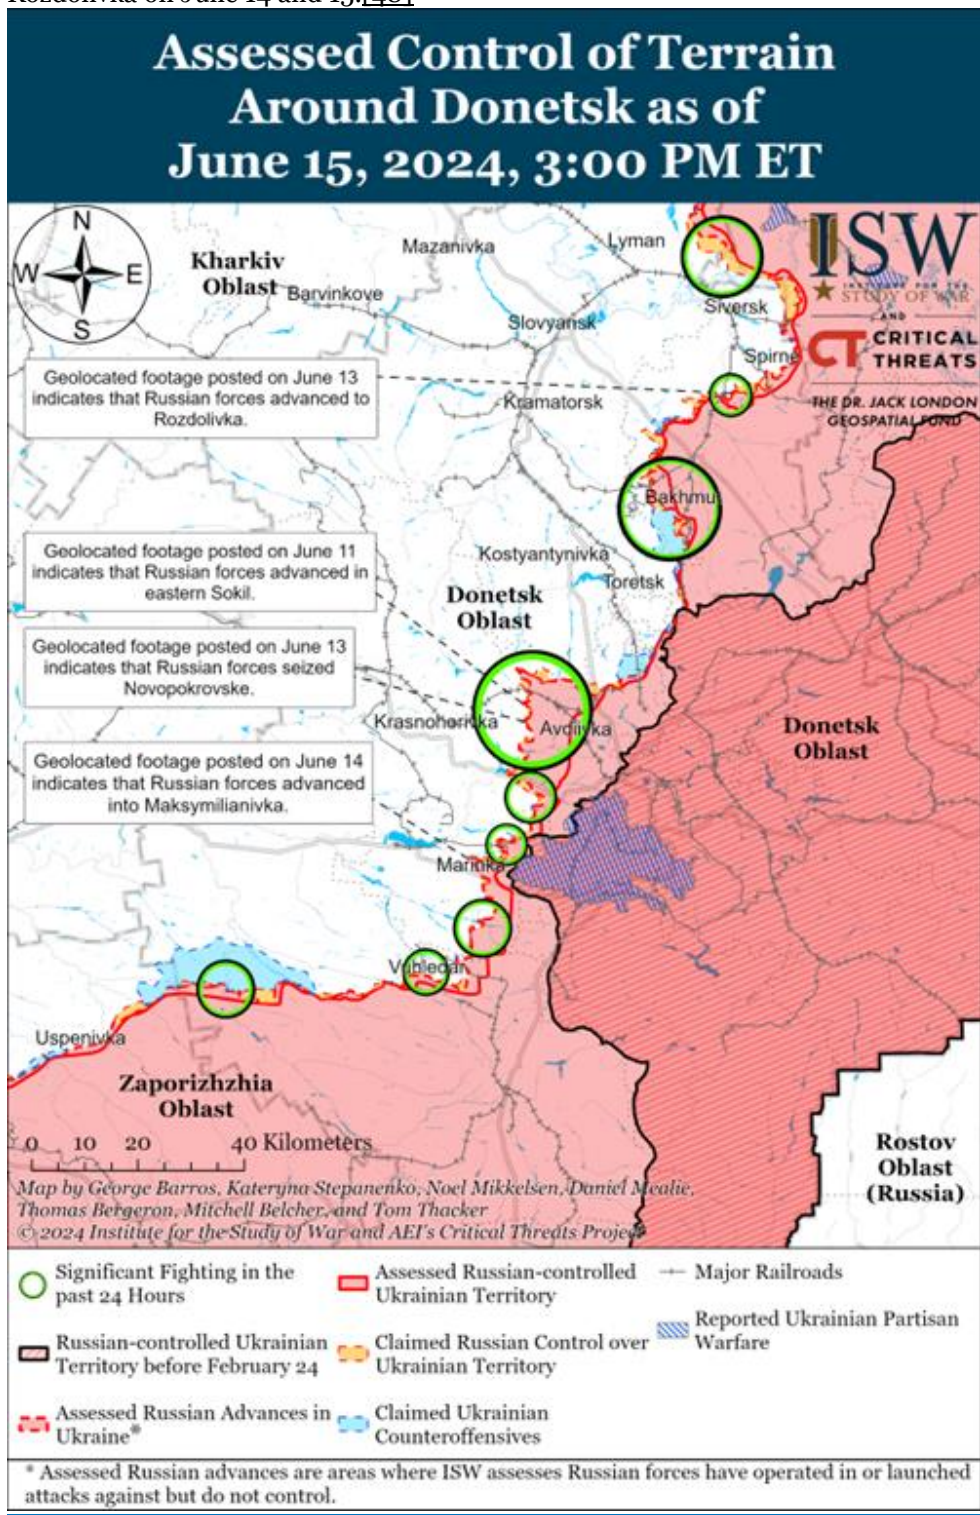 Rozdolivka on June 14 and 15.[48]
Assessed Control of Terrain
Around Donetsk as of
June 15, 2024, 3:00 PM ET
N
W E
S
Kharkiv
Oblast
Mazanivka
Lyman
Barvinkove
Slovyansk
Siversk
Spirne
ISW
INSTITUTE FOR THE
STUDY OF WAR
AND
CT CRITICAL
THREATS
THE DR. JACK LONDON
GEOSPATIAL FUND
Geolocated footage posted on June 13
indicates that Russian forces advanced to
Rozdolivka.
Kramatorsk
Bakhmu
Geolocated footage posted on June 11
indicates that Russian forces advanced in
eastern Sokil.
Kostyantynivka
Toretsk
Donetsk
Oblast
Geolocated footage posted on June 13
indicates that Russian forces seized
Novopokrovske.
Krasnohorivka
Avdiivka
Donetsk
Oblast
Geolocated footage posted on June 14
indicates that Russian forces advanced
into Maksymilianivka.
Marinka
Vuhledar
Uspenivka
Zaporizhzhia
Oblast
Rostov
Oblast
(Russia)
0 10 20 40 Kilometers
Map by George Barros, Kateryna Stepanenko, Noel Mikkelsen, Daniel Mealie,
Thomas Bergeron, Mitchell Belcher, and Tom Thacker
© 2024 Institute for the Study of War and AEI's Critical Threats Project
Significant Fighting in the
past 24 Hours
Russian-controlled Ukrainian
Territory before February 24
Assessed Russian Advances in
Ukraine*
Assessed Russian-controlled
Ukrainian Territory
Claimed Russian Control over
Ukrainian Territory
Claimed Ukrainian
Counteroffensives
Major Railroads
Reported Ukrainian Partisan
Warfare
* Assessed Russian advances are areas where ISW assesses Russian forces have operated in or launched
attacks against but do not control.